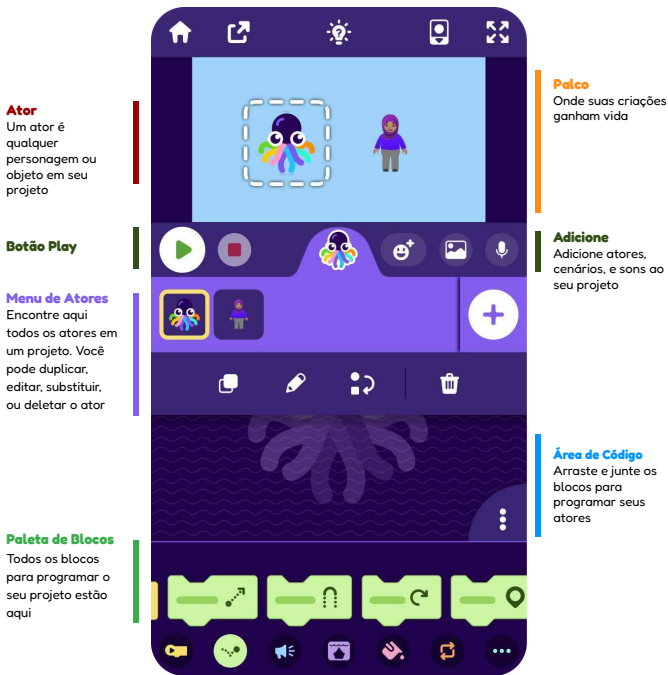 Ator
Um ator é
qualquer
personagem ou
objeto em seu
projeto
Botão Play
Menu de Atores
Encontre aqui
todos os atores em
um projeto. Você
pode duplicar,
editar, substituir,
ou deletar o ator
Paleta de Blocos
Todos os blocos
para programar o
seu projeto estão
aqui
Palco
Onde suas criações
ganham vida
Adicione
Adicione atores,
cenários, e sons ao
seu projeto
Área de Código
Arraste e junte os
blocos para
programar seus
atores